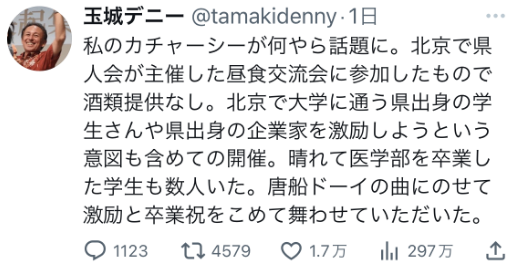 玉城デニー @tamakidenny・1日
私のカチャーシーが何やら話題に。北京で県
人会が主催した昼食交流会に参加したもので
酒類提供なし。北京で大学に通う県出身の学
生さんや県出身の企業家を激励しようという
意図も含めての開催。晴れて医学部を卒業し
た学生も数人いた。唐船ドーイの曲にのせて
激励と卒業祝をこめて舞わせていただいた。
1123 4579 1.7万 297万